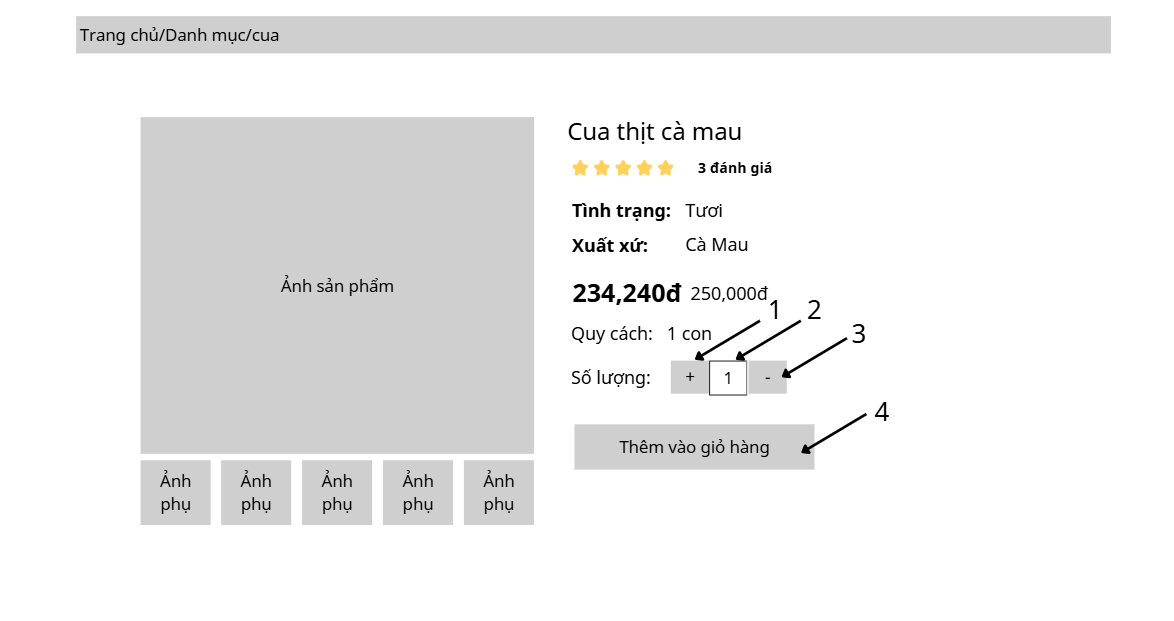 Trang chủ/Danh mục/cua
Cua thịt cà mau
3 đánh giá
Tình trạng: Tươi
Xuất xứ: Cà Mau
Ảnh sản phẩm
234,240đ 250,000đ
1 2
3
Quy cách: 1 con
Số lượng: + 1 -
4
Thêm vào giỏ hàng
Ảnh phụ
Ảnh phụ
Ảnh phụ
Ảnh phụ
Ảnh phụ